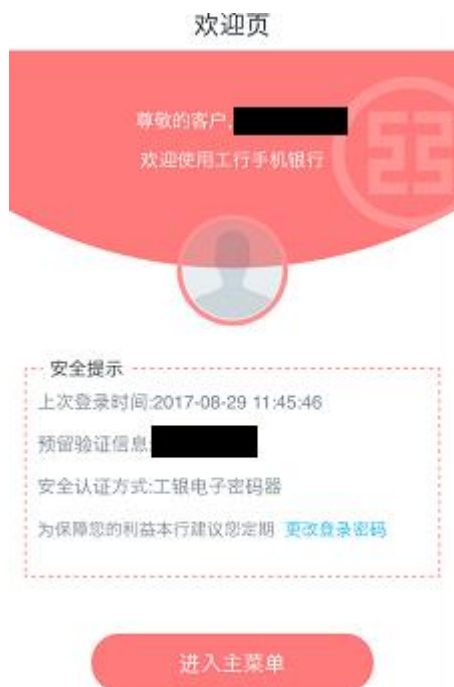 欢迎页
尊敬的客户,
欢迎使用工行手机银行
安全提示
上次登录时间:2017-08-29 11:45:46
预留验证信息:
安全认证方式:工银电子密码器
为保障您的利益本行建议您定期 更改登录密码
进入主菜单